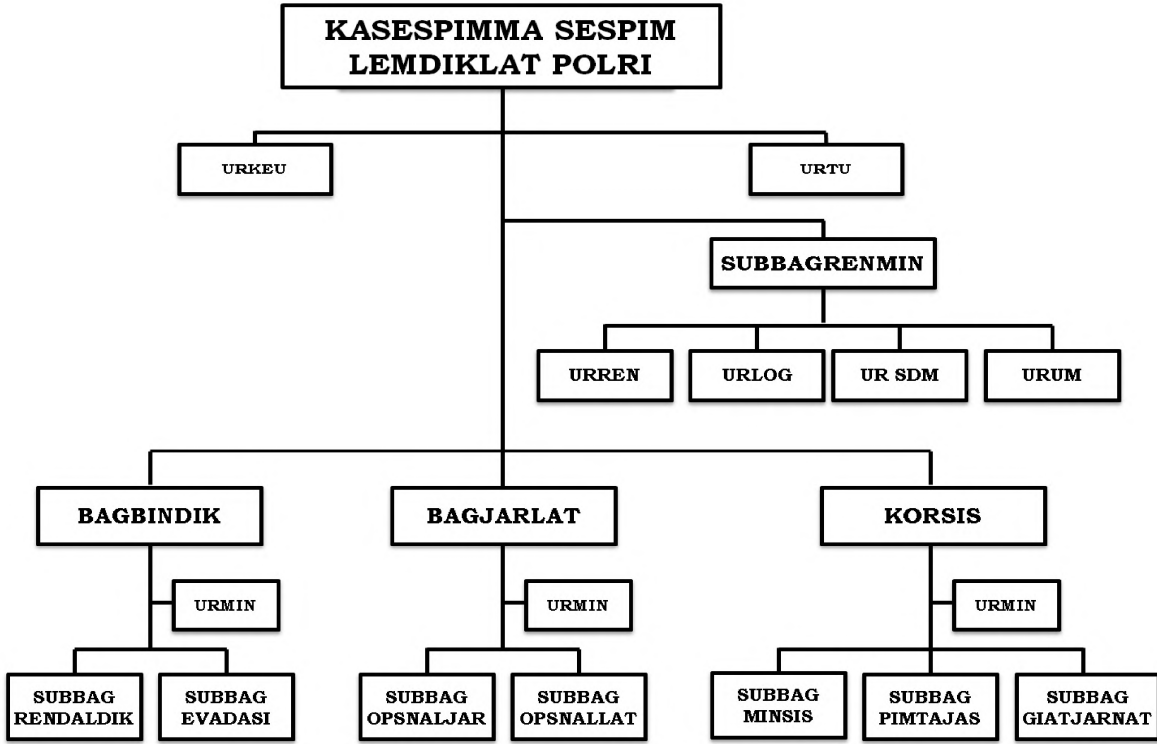 KASESPIMMA SESPIM
LEMDIKLAT POLRI
URKEU
URTU
SUBBAGRENMIN
URREN
URLOG
UR SDM
URUM
BAGBINDIK
BAGJARLAT
KORSIS
URMIN
URMIN
URMIN
SUBBAG
RENDALDIK
SUBBAG
EVADASI
SUBBAG
OPSNALJAR
SUBBAG
OPSNALLAT
SUBBAG
MINSIS
SUBBAG
PIMTAJAS
SUBBAG
GIATJARNAT